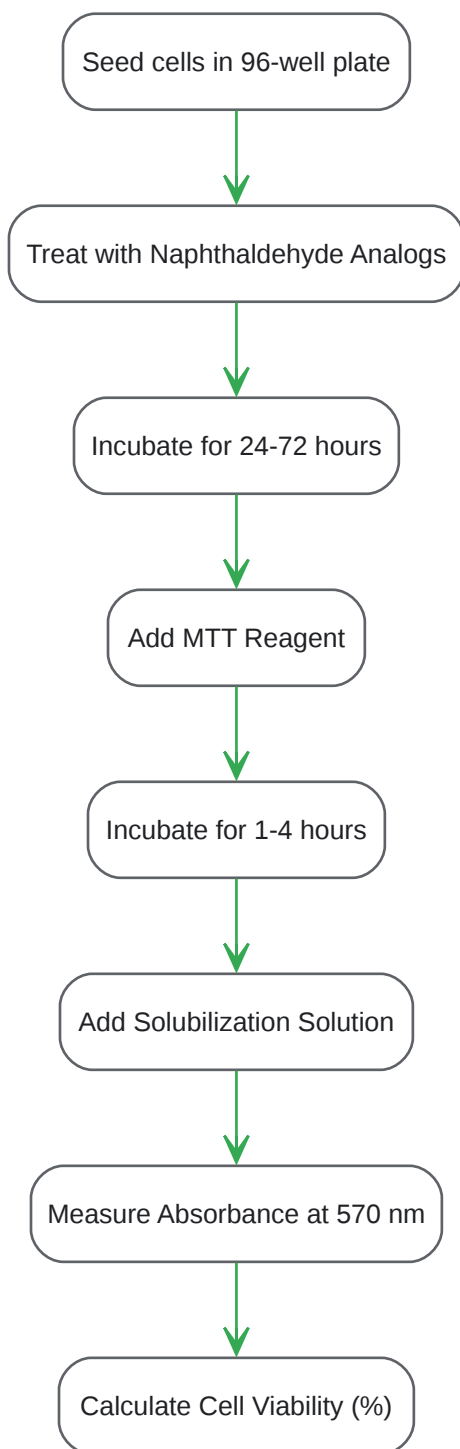 Seed cells in 96-well plate
Treat with Naphthaldehyde Analogs
Incubate for 24-72 hours
Add MTT Reagent
Incubate for 1-4 hours
Add Solubilization Solution
Measure Absorbance at 570 nm
Calculate Cell Viability (%)